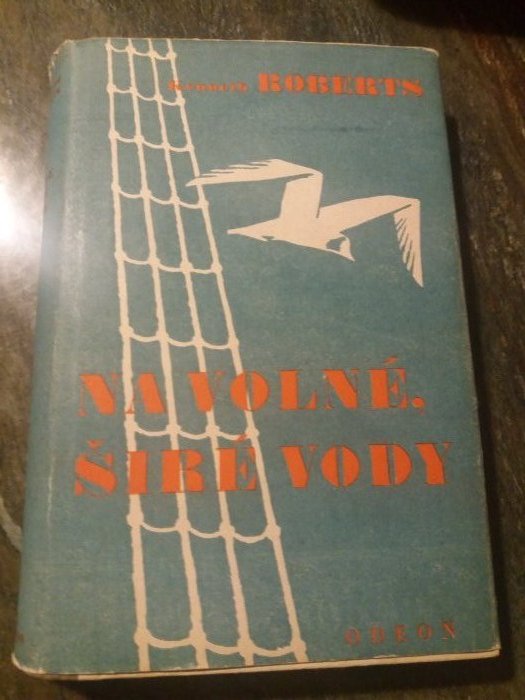 Kenneth ROBERTS
NA VOLNÉ,
ŠIRÉ VODY
ODEON